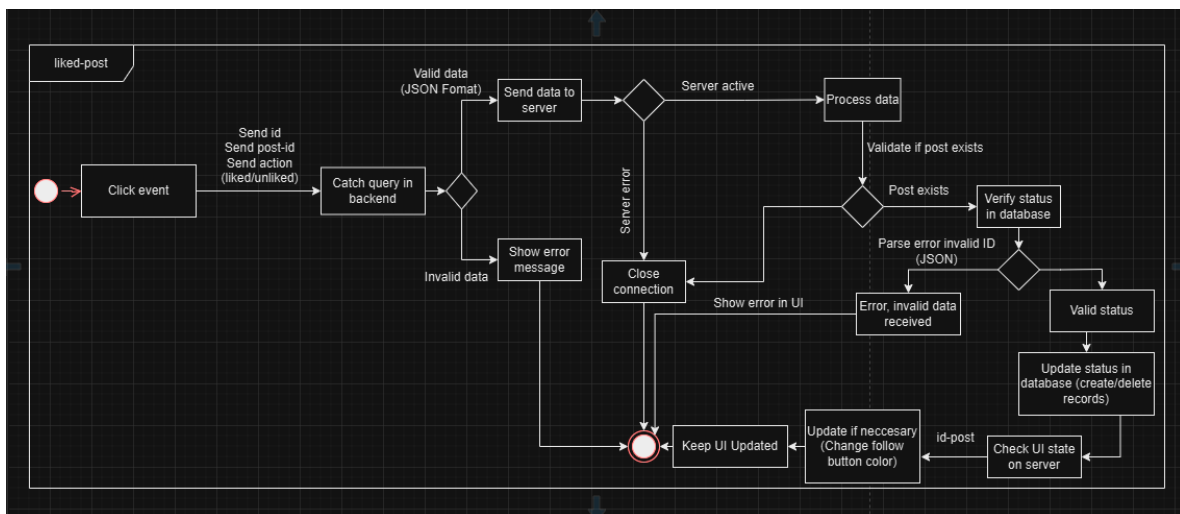 liked-post
Click event
Send id
Send post-id
Send action
(liked/unliked)
Catch query in
backend
Valid data
(JSON Fomat)
Send data to
server
Server active
Process data
Invalid data
Show error
message
Server error
Close
connection
Validate if post exists
Post exists
Verify status
in database
Parse error invalid ID
(JSON)
Error, invalid data
received
Show error in UI
Valid status
Update status in
database (create/delete
records)
Check UI state
on server
id-post
Update if neccesary
(Change follow
button color)
Keep UI Updated